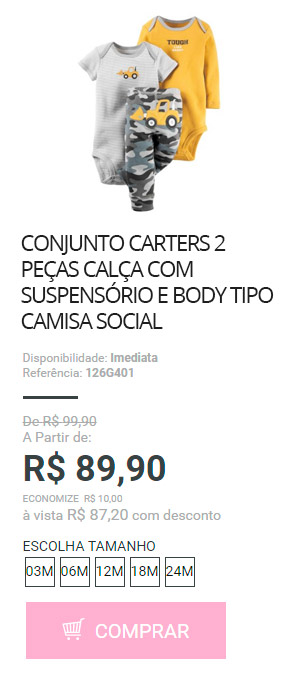 TOUGH
CONJUNTO CARTERS 2
PEÇAS CALÇA COM
SUSPENSÓRIO E BODY TIPO
CAMISA SOCIAL
Disponibilidade: Imediata
Referência: 126G401
De R$ 99,90
A Partir de:
R$ 89,90
ECONOMIZE R$ 10,00
à vista R$ 87,20 com desconto
ESCOLHA TAMANHO
03M 06M 12M 18M 24M
COMPRAR